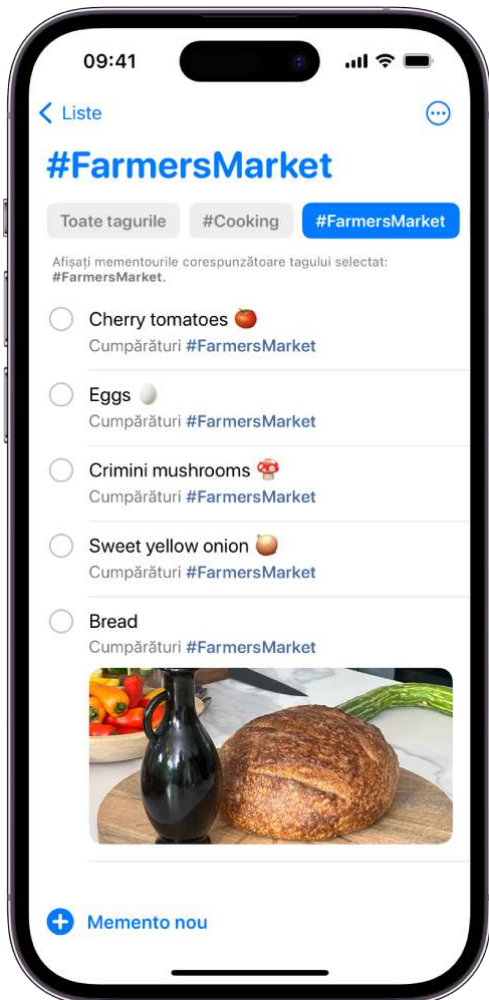 09:41
Liste
#FarmersMarket
Toate tagurile #Cooking #FarmersMarket
Afișați mementourile corespunzătoare tagului selectat:
#FarmersMarket.
Cherry tomatoes 🍅
Cumpărături #FarmersMarket
Eggs 🥚
Cumpărături #FarmersMarket
Crimini mushrooms 🍄
Cumpărături #FarmersMarket
Sweet yellow onion 🧅
Cumpărături #FarmersMarket
Bread
Cumpărături #FarmersMarket
Memento nou